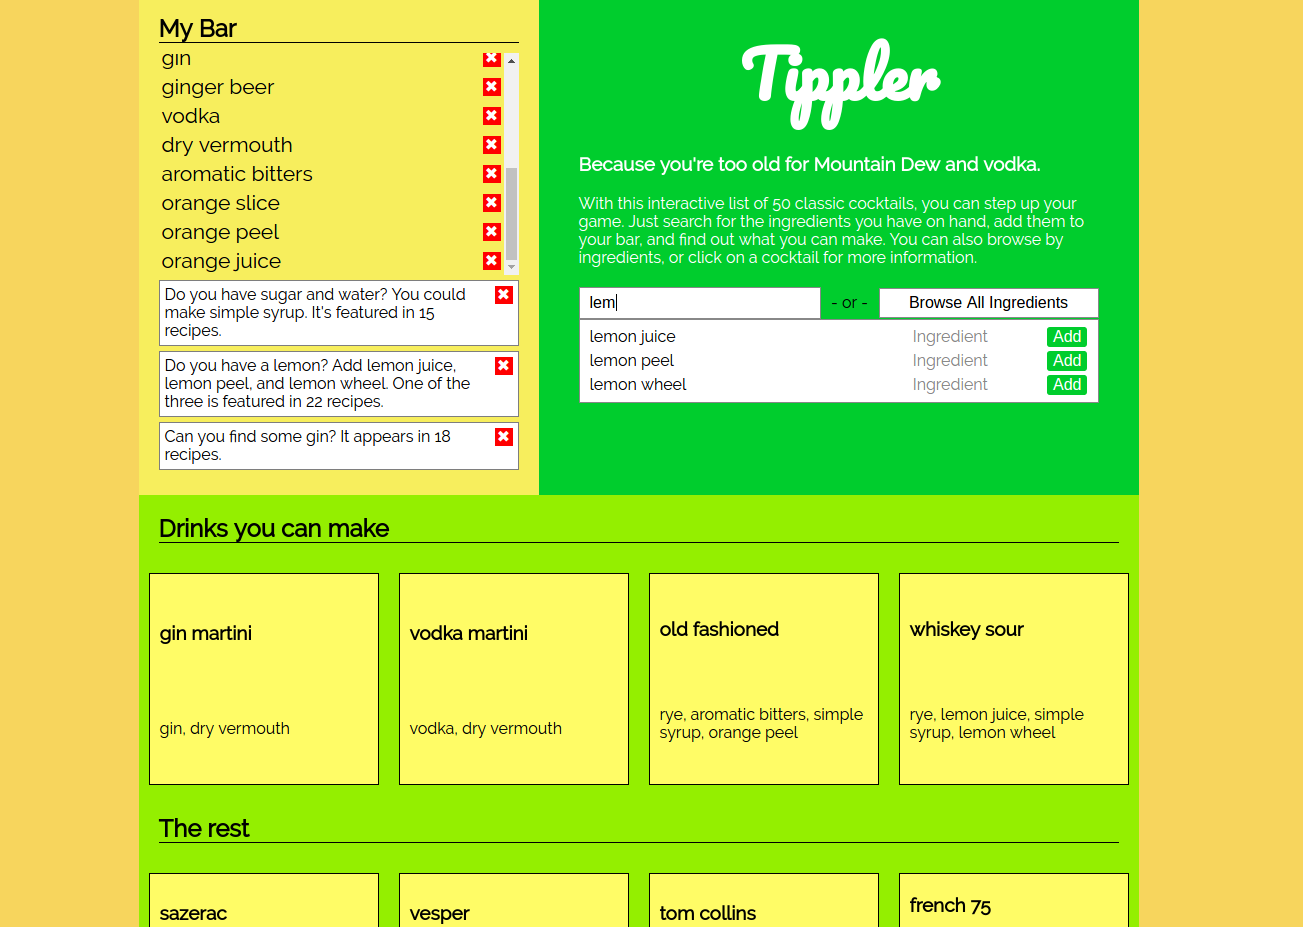 My Bar
gin
ginger beer
vodka
dry vermouth
aromatic bitters
orange slice
orange peel
orange juice
Do you have sugar and water? You could
make simple syrup. It's featured in 15
recipes.
Do you have a lemon? Add lemon juice,
lemon peel, and lemon wheel. One of the
three is featured in 22 recipes.
Can you find some gin? It appears in 18
recipes.
Tippler
Because you're too old for Mountain Dew and vodka.
With this interactive list of 50 classic cocktails, you can step up your
game. Just search for the ingredients you have on hand, add them to
your bar, and find out what you can make. You can also browse by
ingredients, or click on a cocktail for more information.
lem - or - Browse All Ingredients
lemon juice Ingredient Add
lemon peel Ingredient Add
lemon wheel Ingredient Add
Drinks you can make
gin martini
gin, dry vermouth
vodka martini
vodka, dry vermouth
old fashioned
rye, aromatic bitters, simple
syrup, orange peel
whiskey sour
rye, lemon juice, simple
syrup, lemon wheel
The rest
sazerac
vesper
tom collins
french 75